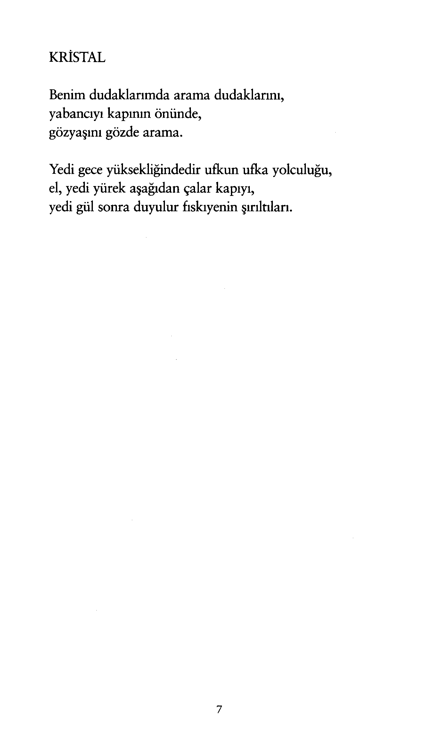 KRİSTAL
Benim dudaklarımda arama dudaklarını,
yabancıyı kapının önünde,
gözyaşını gözde arama.
Yedi gece yüksekliğindedir ufkun ufka yolculuğu,
el, yedi yürek aşağıdan çalar kapıyı,
yedi gül sonra duyulur fıskıyenin şırıltıları.
7